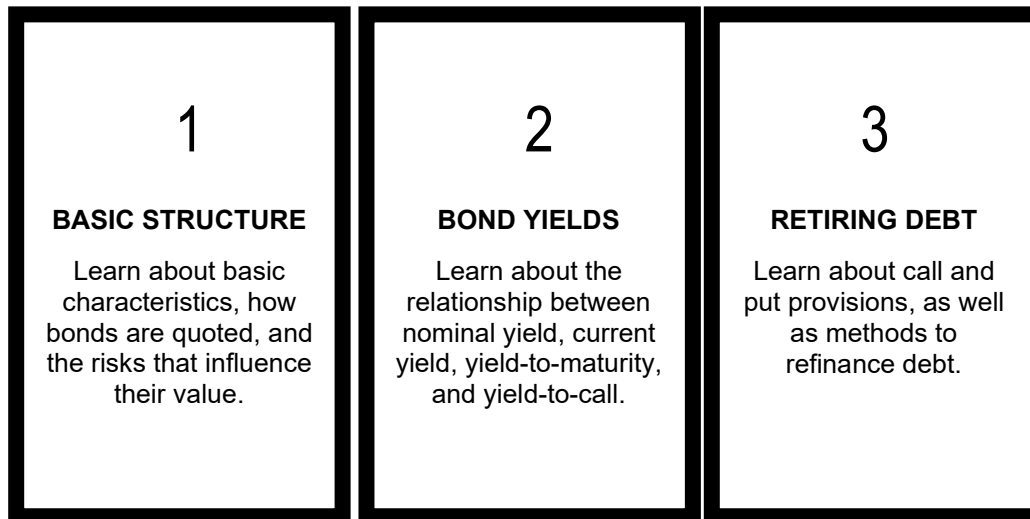 1
BASIC STRUCTURE
Learn about basic
characteristics, how
bonds are quoted, and
the risks that influence
their value.
2
BOND YIELDS
Learn about the
relationship between
nominal yield, current
yield, yield-to-maturity,
and yield-to-call.
3
RETIRING DEBT
Learn about call and
put provisions, as well
as methods to
refinance debt.